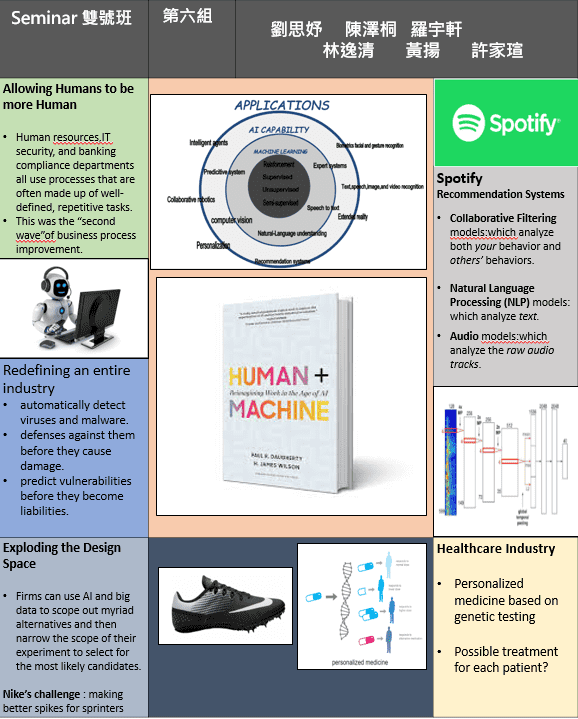 Seminar 雙號班
第六組
劉思妤 陳澤桐 羅宇軒
林逸清 黃揚 許家瑄
Allowing Humans to be
more Human
• Human resources,IT
security, and banking
compliance departments
all use processes that are
often made up of well-
defined, repetitive tasks.
• This was the “second
wave”of business process
improvement.
APPLICATIONS
AI CAPABILITY
MACHINE LEARNING
Intelligent agents
Biometrics facial and gesture recognition
Reinforcement
Expert systems
Predicitive system
Supervised
Text,speech,image,and video recognition
Unsupervised
Collaborative robotics
Semi-supervised
Speech to text
computer vision
Extended reality
Natural-Language understanding
Personalization
Recommendation systems
Spotify
Spotify
Recommendation Systems
• Collaborative Filtering
models:which analyze
both your behavior and
others’ behaviors.
• Natural Language
Processing (NLP) models:
which analyze text.
• Audio models:which
analyze the raw audio
tracks.
HUMAN +
Reimagining Work in the Age of AI
MACHINE
PAUL R. DAUGHERTY
H. JAMES WILSON
Redefining an entire
industry
• automatically detect
viruses and malware.
• defenses against them
before they cause
damage.
• predict vulnerabilities
before they become
liabilities.
global
temporal
pooling
Exploding the Design
Space
• Firms can use AI and big
data to scope out myriad
alternatives and then
narrow the scope of their
experiment to select for
the most likely candidates.
Nike’s challenge : making
better spikes for sprinters
personalized medicine
Healthcare Industry
• Personalized
medicine based on
genetic testing
• Possible treatment
for each patient?